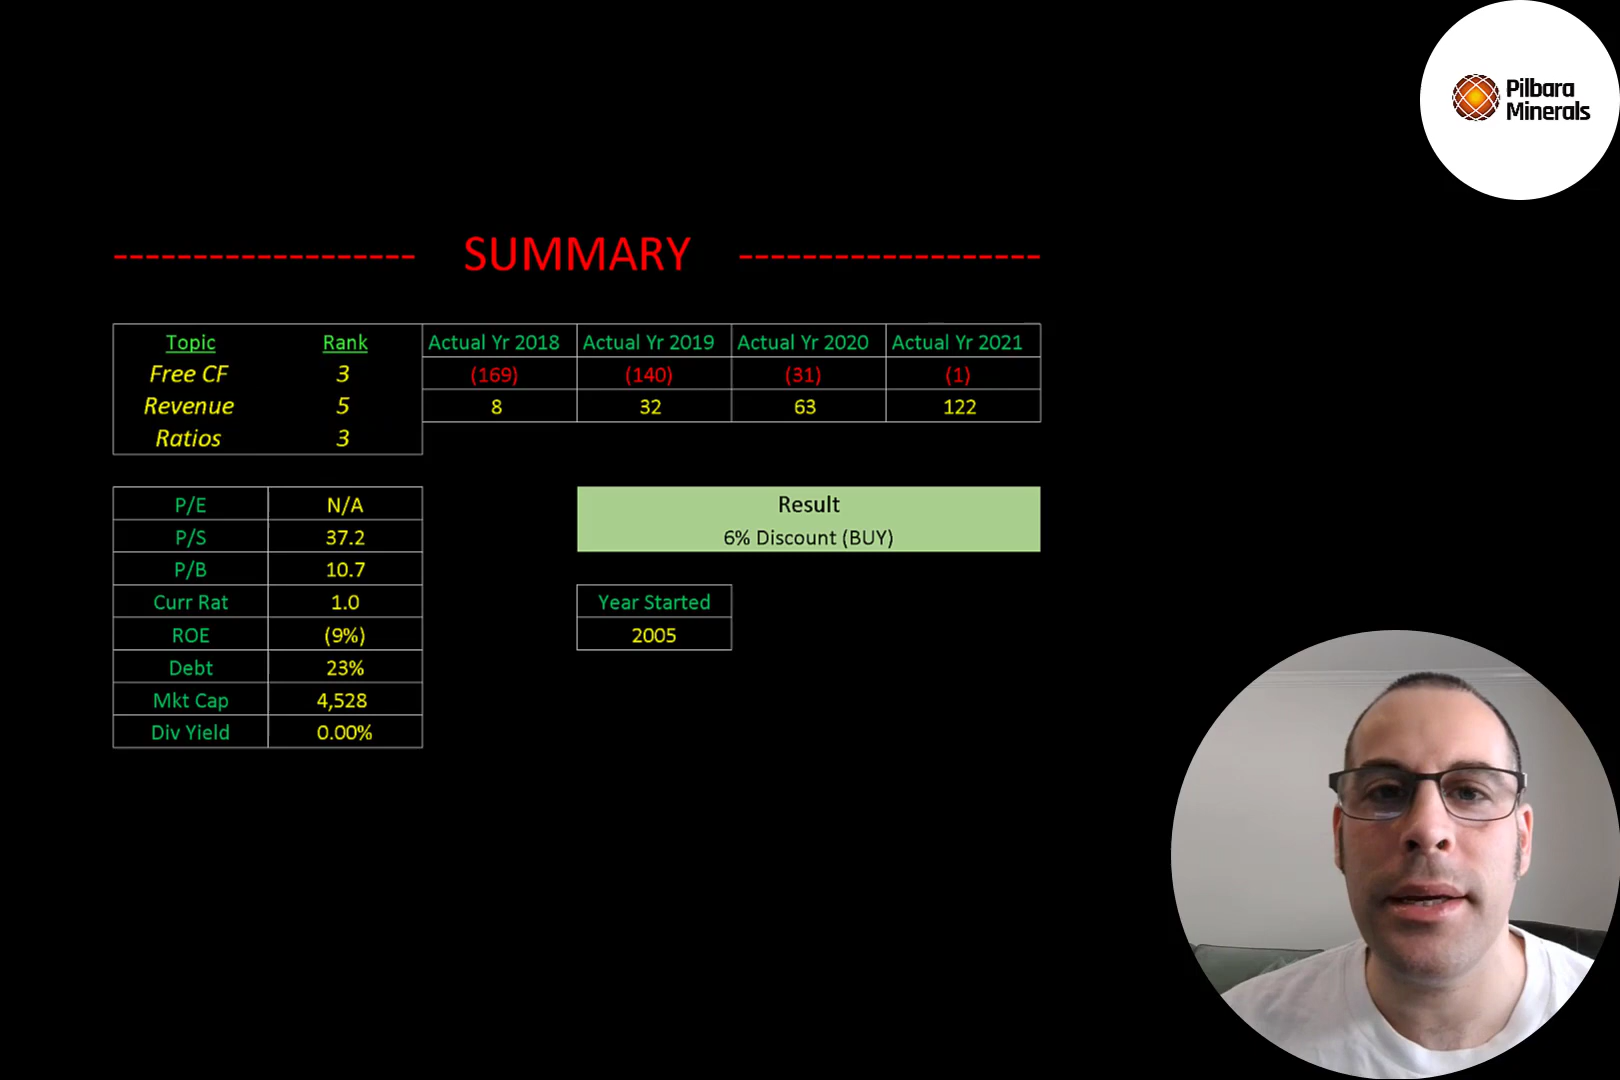 Pilbara
Minerals
------------------- SUMMARY -------------------
Topic Rank Actual Yr 2018 Actual Yr 2019 Actual Yr 2020 Actual Yr 2021
Free CF 3 (169) (140) (31) (1)
Revenue 5 8 32 63 122
Ratios 3
P/E N/A
P/S 37.2
P/B 10.7
Curr Rat 1.0
ROE (9%)
Debt 23%
Mkt Cap 4,528
Div Yield 0.00%
Result
6% Discount (BUY)
Year Started
2005